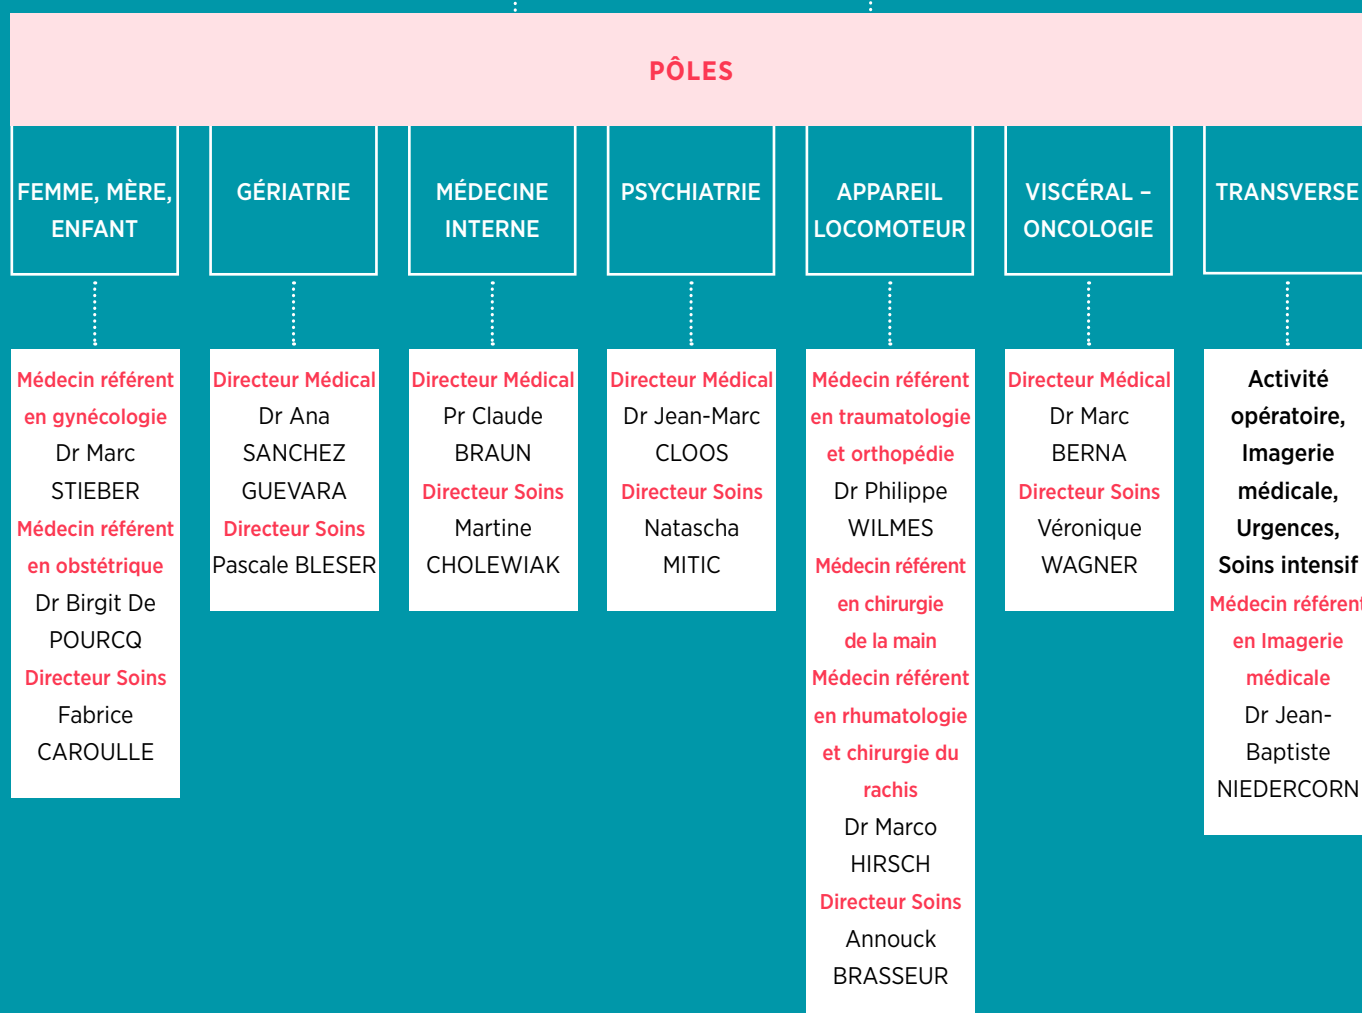 PÔLES
FEMME, MÈRE,
ENFANT
GÉRIATRIE
MÉDECINE
INTERNE
PSYCHIATRIE
APPAREIL
LOCOMOTEUR
VISCÉRAL –
ONCOLOGIE
TRANSVERSE
Médecin référent
en gynécologie
Dr Marc
STIEBER
Médecin référent
en obstétrique
Dr Birgit De
POURCQ
Directeur Soins
Fabrice
CAROULLE
Directeur Médical
Dr Ana
SANCHEZ
GUEVARA
Directeur Soins
Pascale BLESER
Directeur Médical
Pr Claude
BRAUN
Directeur Soins
Martine
CHOLEWIAK
Directeur Médical
Dr Jean-Marc
CLOOS
Directeur Soins
Natascha
MITIC
Médecin référent
en traumatologie
et orthopédie
Dr Philippe
WILMES
Médecin référent
en chirurgie
de la main
Médecin référent
en rhumatologie
et chirurgie du
rachis
Dr Marco
HIRSCH
Directeur Soins
Annouck
BRASSEUR
Directeur Médical
Dr Marc
BERNA
Directeur Soins
Véronique
WAGNER
Activité
opératoire,
Imagerie
médicale,
Urgences,
Soins intensif
Médecin référent
en Imagerie
médicale
Dr Jean-
Baptiste
NIEDERCORN